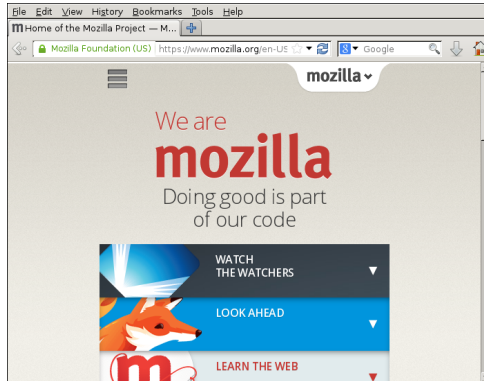 File Edit View History Bookmarks Tools Help
Home of the Mozilla Project — M...
Mozilla Foundation (US) https://www.mozilla.org/en-US Google
mozilla
We are
mozilla
Doing good is part
of our code
WATCH
THE WATCHERS
LOOK AHEAD
LEARN THE WEB